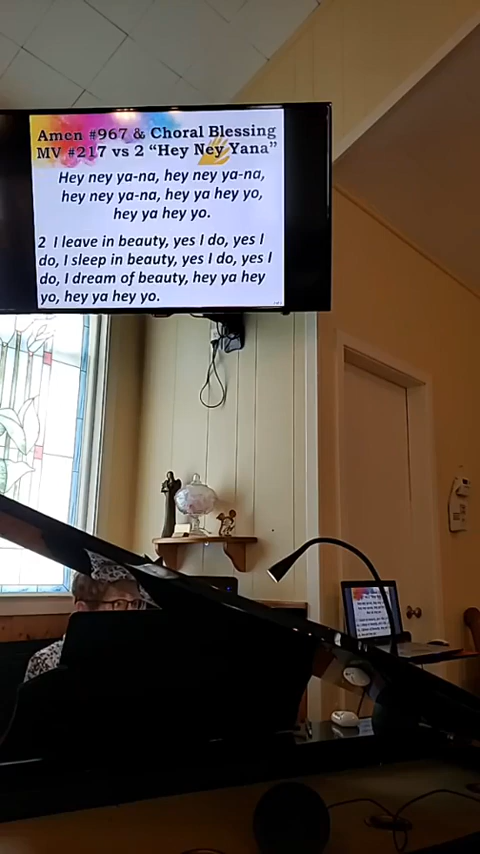 Amen #967 & Choral Blessing
MV #217 vs 2 “Hey Ney Yana”
Hey ney ya-na, hey ney ya-na,
hey ney ya-na, hey ya hey yo,
hey ya hey yo.
2 I leave in beauty, yes I do, yes I
do, I sleep in beauty, yes I do, yes I
do, I dream of beauty, hey ya hey
yo, hey ya hey yo.